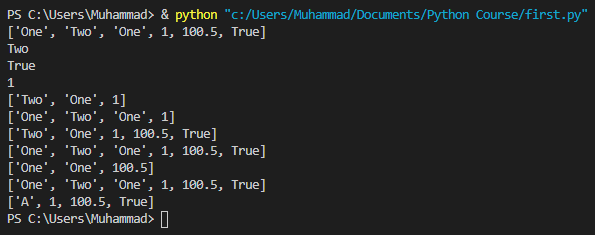 PS C:\Users\Muhammad> & python "c:/Users/Muhammad/Documents/Python Course/first.py"
['One', 'Two', 'One', 1, 100.5, True]
Two
True
1
['Two', 'One', 1]
['One', 'Two', 'One', 1]
['Two', 'One', 1, 100.5, True]
['One', 'Two', 'One', 1, 100.5, True]
['One', 'One', 100.5]
['One', 'Two', 'One', 1, 100.5, True]
['A', 1, 100.5, True]
PS C:\Users\Muhammad>